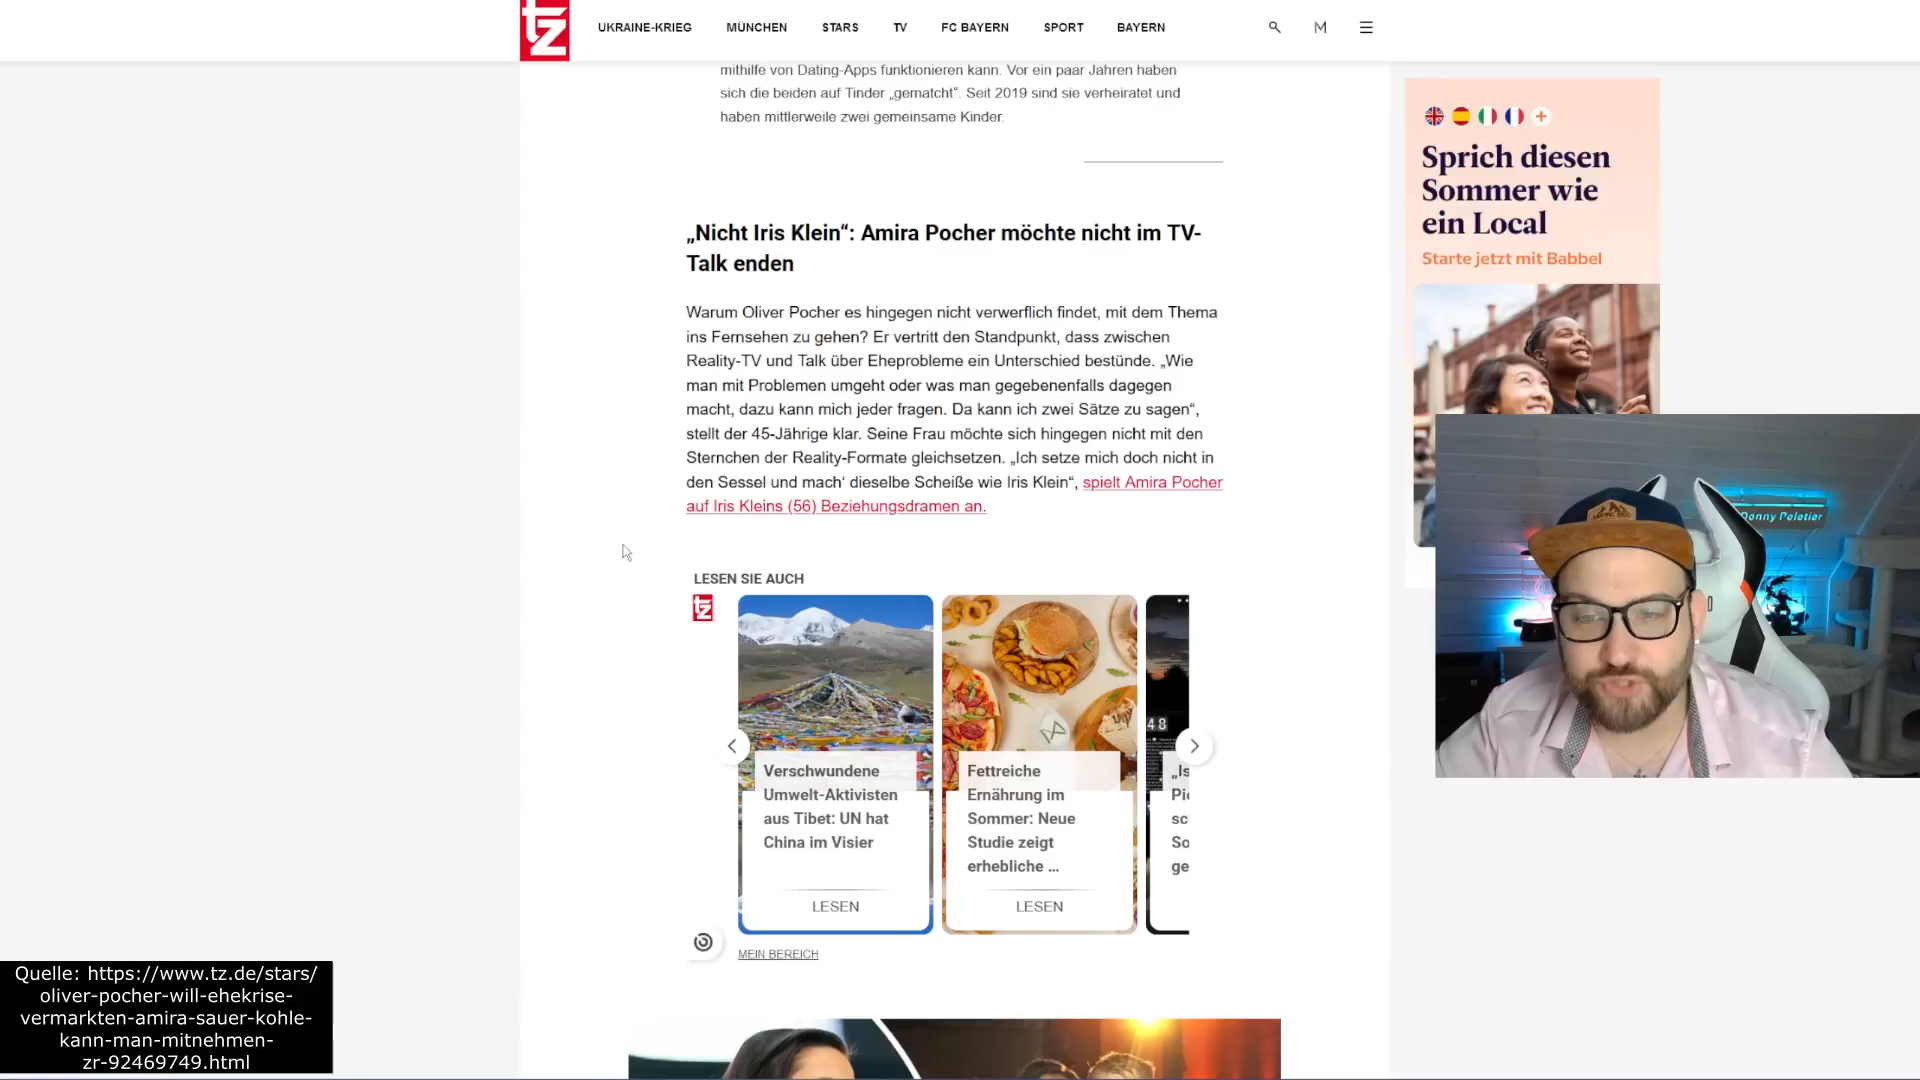 tz
UKRAINE-KRIEG
MÜNCHEN
STARS
TV
FC BAYERN
SPORT
BAYERN
M
mithilfe von Dating-Apps funktionieren kann. Vor ein paar Jahren haben
sich die beiden auf Tinder „gematcht“. Seit 2019 sind sie verheiratet und
haben mittlerweile zwei gemeinsame Kinder.
„Nicht Iris Klein“: Amira Pocher möchte nicht im TV-
Talk enden
Warum Oliver Pocher es hingegen nicht verwerflich findet, mit dem Thema
ins Fernsehen zu gehen? Er vertritt den Standpunkt, dass zwischen
Reality-TV und Talk über Eheprobleme ein Unterschied bestünde. „Wie
man mit Problemen umgeht oder was man gegebenenfalls dagegen
macht, dazu kann mich jeder fragen. Da kann ich zwei Sätze zu sagen“,
stellt der 45-Jährige klar. Seine Frau möchte sich hingegen nicht mit den
Sternchen der Reality-Formate gleichsetzen. „Ich setze mich doch nicht in
den Sessel und mach‘ dieselbe Scheiße wie Iris Klein“, spielt Amira Pocher
auf Iris Kleins (56) Beziehungsdramen an.
LESEN SIE AUCH
tz
Verschwundene
Umwelt-Aktivisten
aus Tibet: UN hat
China im Visier
LESEN
Fettreiche
Ernährung im
Sommer: Neue
Studie zeigt
erhebliche ...
LESEN
48
„Is
Pi
sc
So
ge
MEIN BEREICH
Sprich diesen
Sommer wie
ein Local
Starte jetzt mit Babbel
Donny Peletier
Quelle: https://www.tz.de/stars/
oliver-pocher-will-ehekrise-
vermarkten-amira-sauer-kohle-
kann-man-mitnehmen-
zr-92469749.html